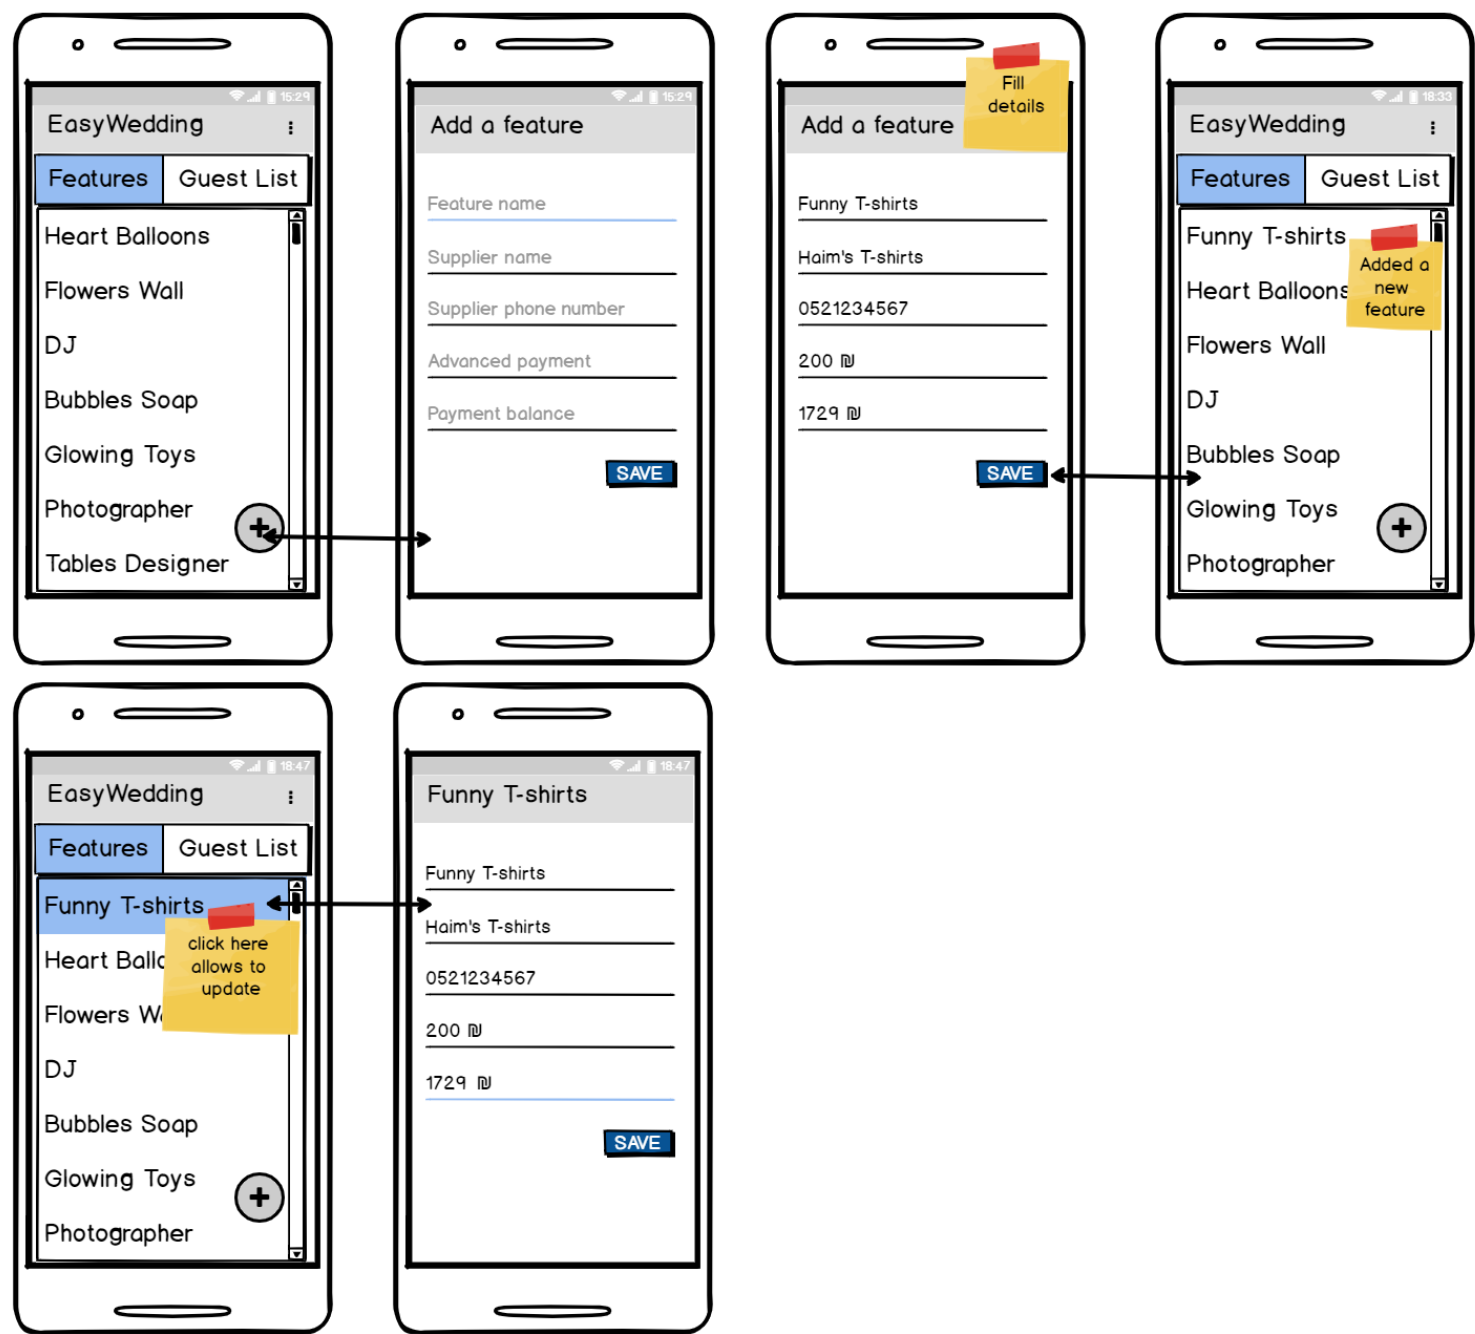 15:29
EasyWedding
Features Guest List
Heart Balloons
Flowers Wall
DJ
Bubbles Soap
Glowing Toys
Photographer
Tables Designer
15:29
Add a feature
Feature name
Supplier name
Supplier phone number
Advanced payment
Payment balance
SAVE
Fill
details
Add a feature
Funny T-shirts
Haim's T-shirts
0521234567
200 ₪
1729 ₪
SAVE
18:33
EasyWedding
Features Guest List
Funny T-shirts
Added a
new
feature
Heart Balloons
Flowers Wall
DJ
Bubbles Soap
Glowing Toys
Photographer
18:47
EasyWedding
Features Guest List
Funny T-shirts
click here
allows to
update
Heart Ballo
Flowers Wa
DJ
Bubbles Soap
Glowing Toys
Photographer
18:47
Funny T-shirts
Funny T-shirts
Haim's T-shirts
0521234567
200 ₪
1729 ₪
SAVE